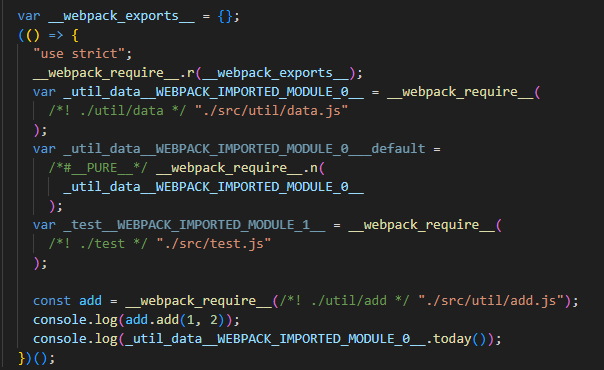 var __webpack_exports__ = {};
(() => {
  "use strict";
  __webpack_require__.r(__webpack_exports__);
  var _util_data__WEBPACK_IMPORTED_MODULE_0__ = __webpack_require__(
    /*! ./util/data */ "./src/util/data.js"
  );
  var _util_data__WEBPACK_IMPORTED_MODULE_0___default =
    /*#__PURE__*/ __webpack_require__.n(
      _util_data__WEBPACK_IMPORTED_MODULE_0__
    );
  var _test__WEBPACK_IMPORTED_MODULE_1__ = __webpack_require__(
    /*! ./test */ "./src/test.js"
  );

  const add = __webpack_require__(/*! ./util/add */ "./src/util/add.js");
  console.log(add.add(1, 2));
  console.log(_util_data__WEBPACK_IMPORTED_MODULE_0__.today());
})();